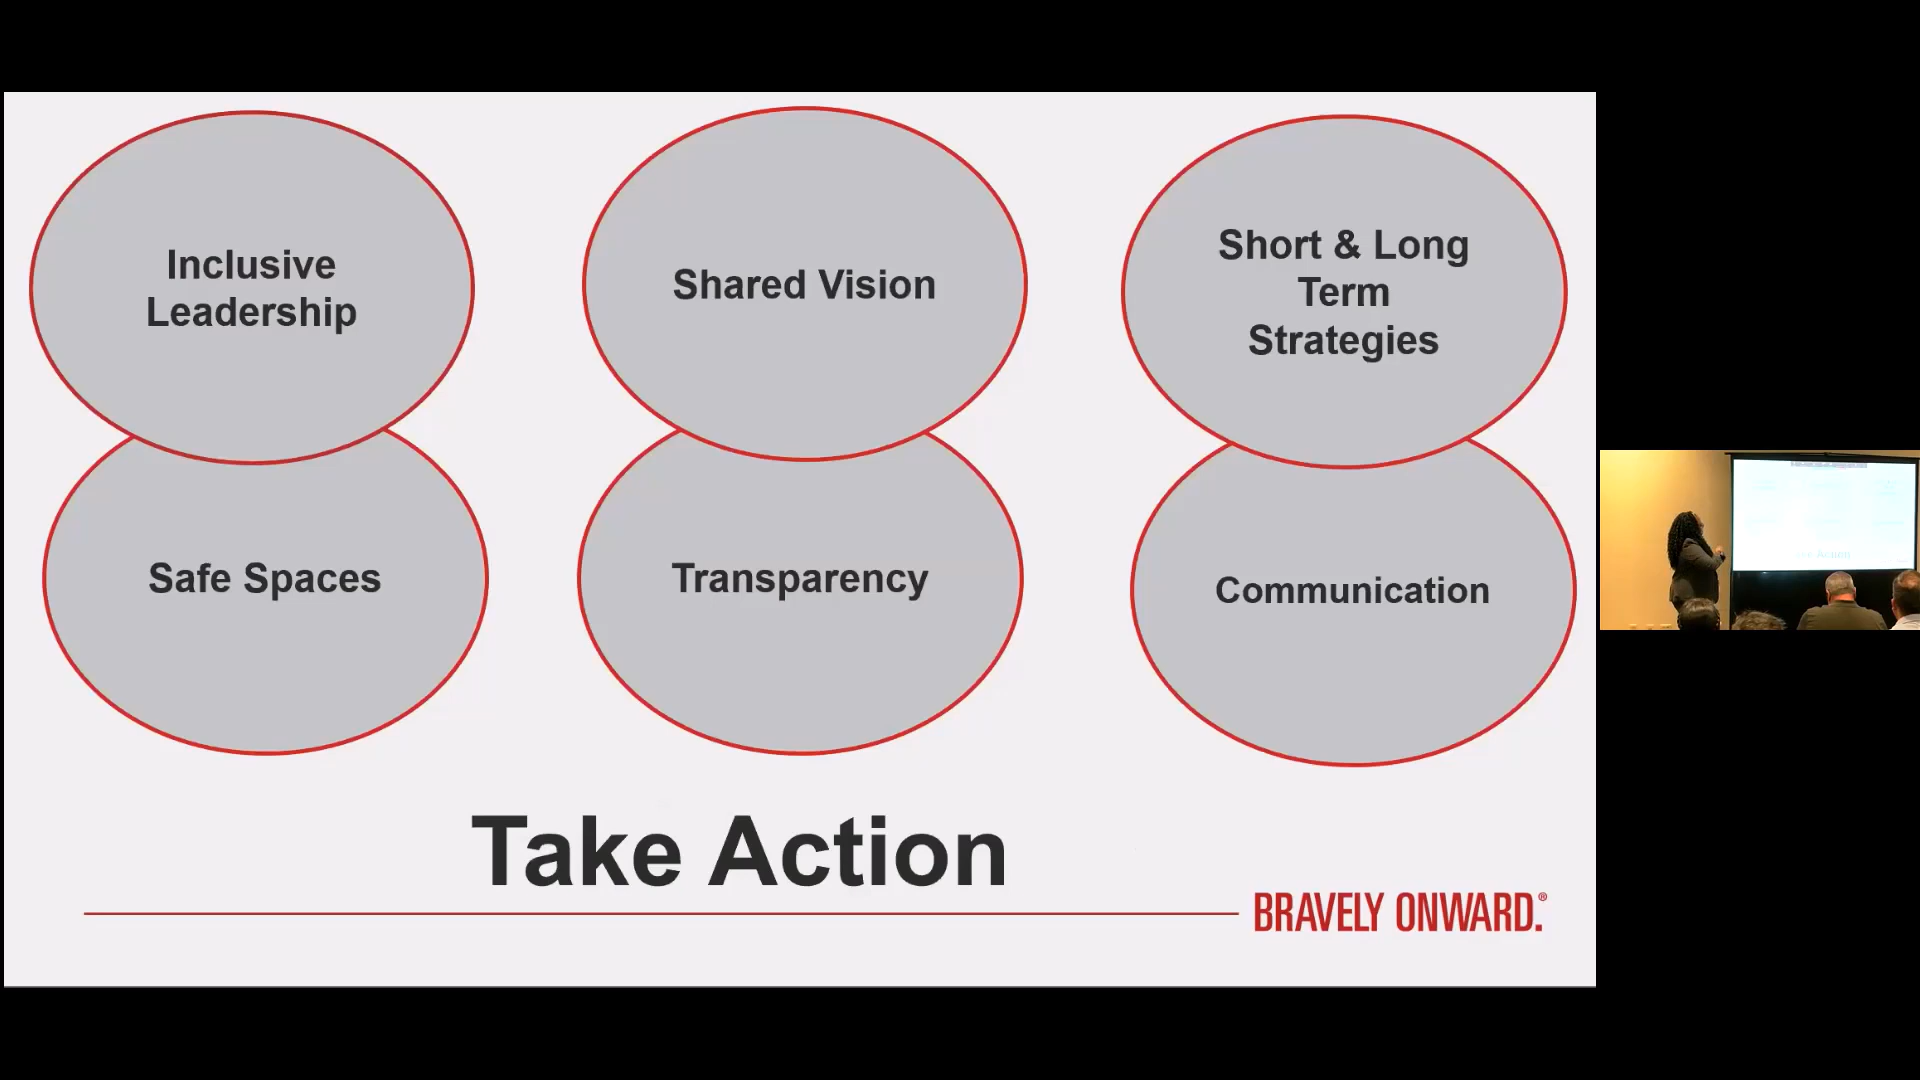 Inclusive
Leadership
Shared Vision
Short & Long
Term
Strategies
Safe Spaces
Transparency
Communication
Take Action
BRAVELY ONWARD.®